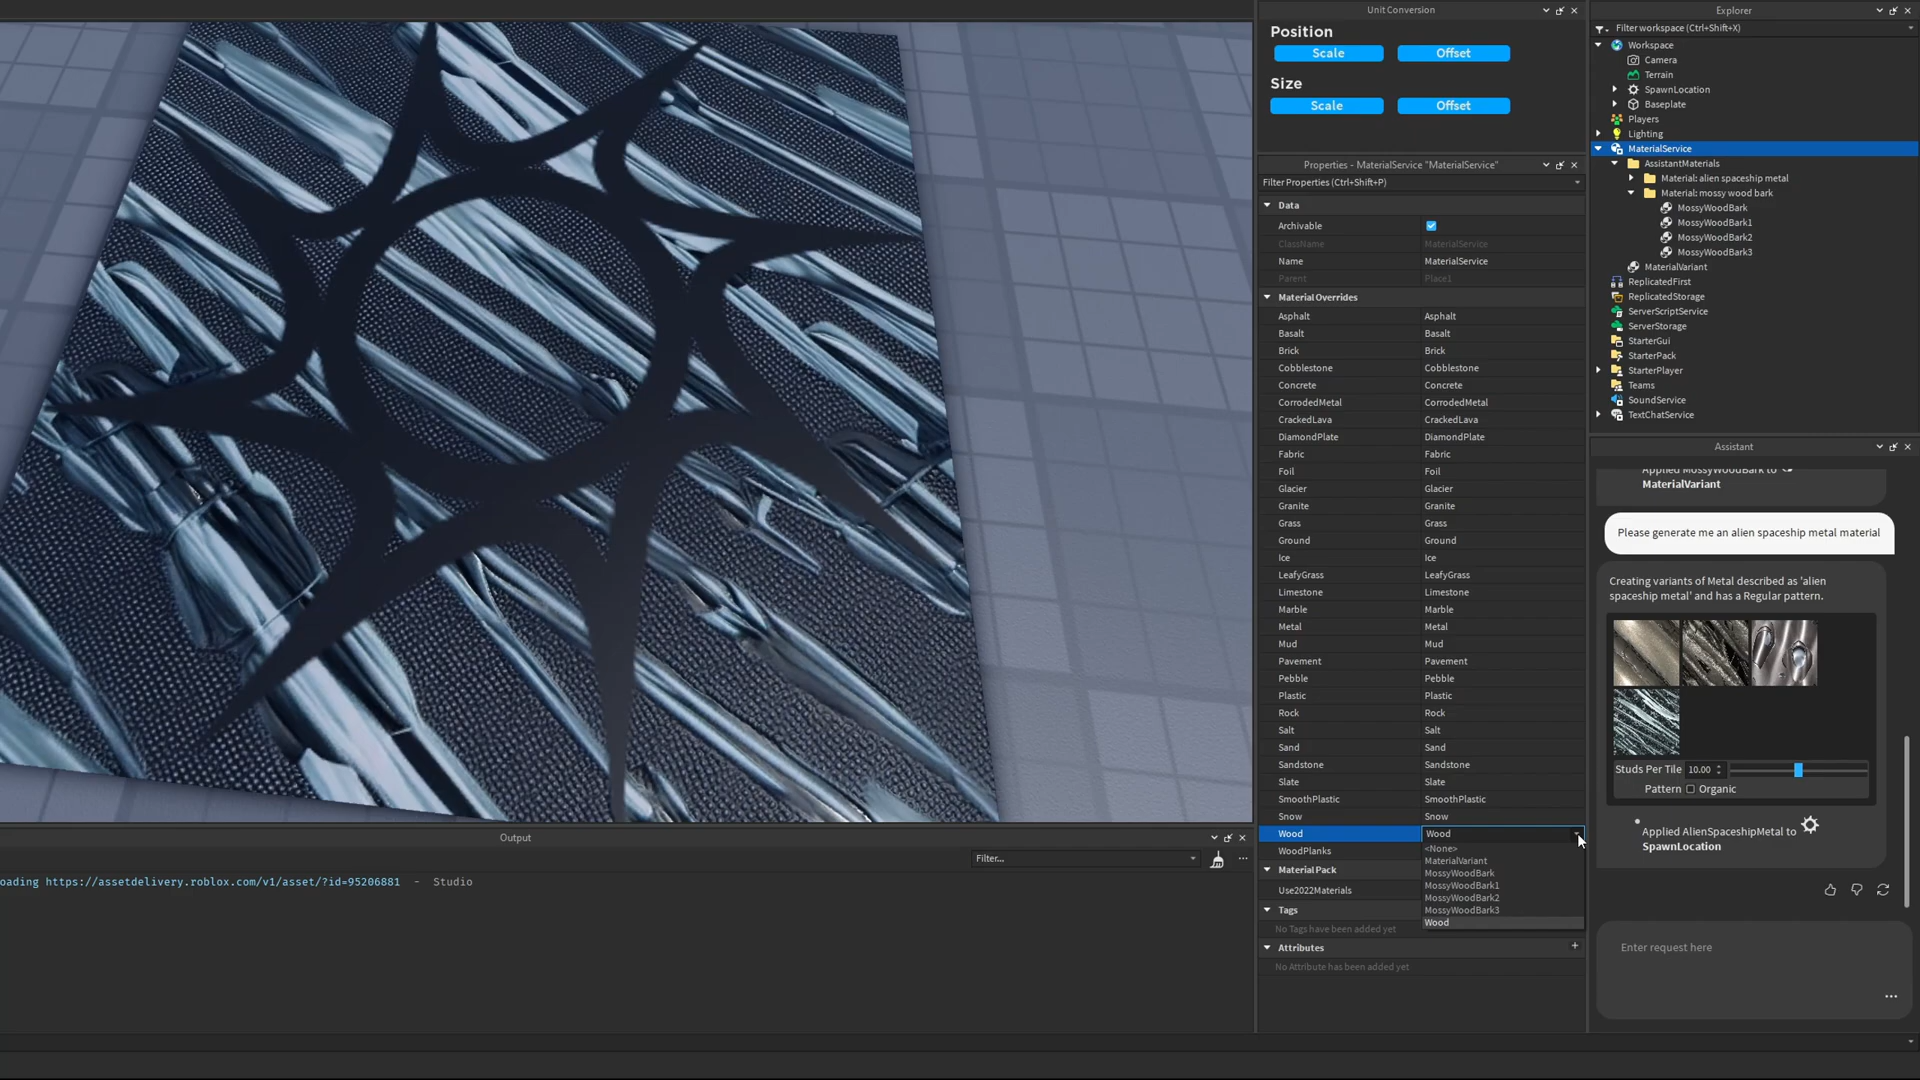 Unit Conversion
Position
Scale
Offset
Size
Scale
Offset
Properties - MaterialService "MaterialService"
Filter Properties (Ctrl+Shift+P)
Data
Archivable
ClassName MaterialService
Name MaterialService
Parent Place1
Material Overrides
Asphalt Asphalt
Basalt Basalt
Brick Brick
Cobblestone Cobblestone
Concrete Concrete
CorrodedMetal CorrodedMetal
CrackedLava CrackedLava
DiamondPlate DiamondPlate
Fabric Fabric
Foil Foil
Glacier Glacier
Granite Granite
Grass Grass
Ground Ground
Ice Ice
LeafyGrass LeafyGrass
Limestone Limestone
Marble Marble
Metal Metal
Mud Mud
Pavement Pavement
Pebble Pebble
Plastic Plastic
Rock Rock
Salt Salt
Sand Sand
Sandstone Sandstone
Slate Slate
SmoothPlastic SmoothPlastic
Snow Snow
Wood Wood
WoodPlanks
<None>
MaterialVariant
MossyWoodBark
MossyWoodBark1
MossyWoodBark2
MossyWoodBark3
Wood
Material Pack
Use2022Materials
Tags
No Tags have been added yet
Attributes +
No Attribute has been added yet
Explorer
Filter workspace (Ctrl+Shift+X)
Workspace
Camera
Terrain
SpawnLocation
Baseplate
Players
Lighting
MaterialService
AssistantMaterials
Material: alien spaceship metal
Material: mossy wood bark
MossyWoodBark
MossyWoodBark1
MossyWoodBark2
MossyWoodBark3
MaterialVariant
ReplicatedFirst
ReplicatedStorage
ServerScriptService
ServerStorage
StarterGui
StarterPack
StarterPlayer
Teams
SoundService
TextChatService
Assistant
Applied MossyWoodBark to
MaterialVariant
Please generate me an alien spaceship metal material
Creating variants of Metal described as 'alien
spaceship metal' and has a Regular pattern.
Studs Per Tile 10.00
Pattern Organic
Applied AlienSpaceshipMetal to
SpawnLocation
Enter request here
...
Output
Filter...
...
oading https://assetdelivery.roblox.com/v1/asset/?id=95206881 - Studio